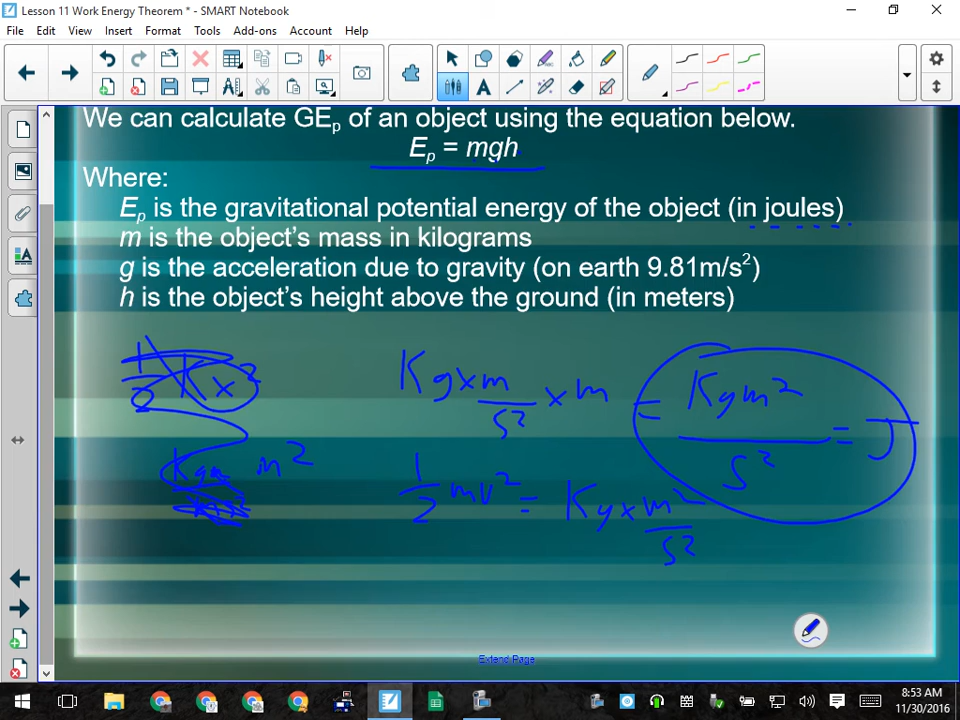 Lesson 11 Work Energy Theorem * - SMART Notebook
File Edit View Insert Format Tools Add-ons Account Help
We can calculate GEp of an object using the equation below.
Ep = mgh
Where:
Ep is the gravitational potential energy of the object (in joules)
m is the object's mass in kilograms
g is the acceleration due to gravity (on earth 9.81m/s²)
h is the object's height above the ground (in meters)
1/2 Kx²
Kg x m/s² x m = Kgm²/s² = J
m²
1/2 mv² = Kg x m²/s²
Extend Page
8:53 AM
11/30/2016